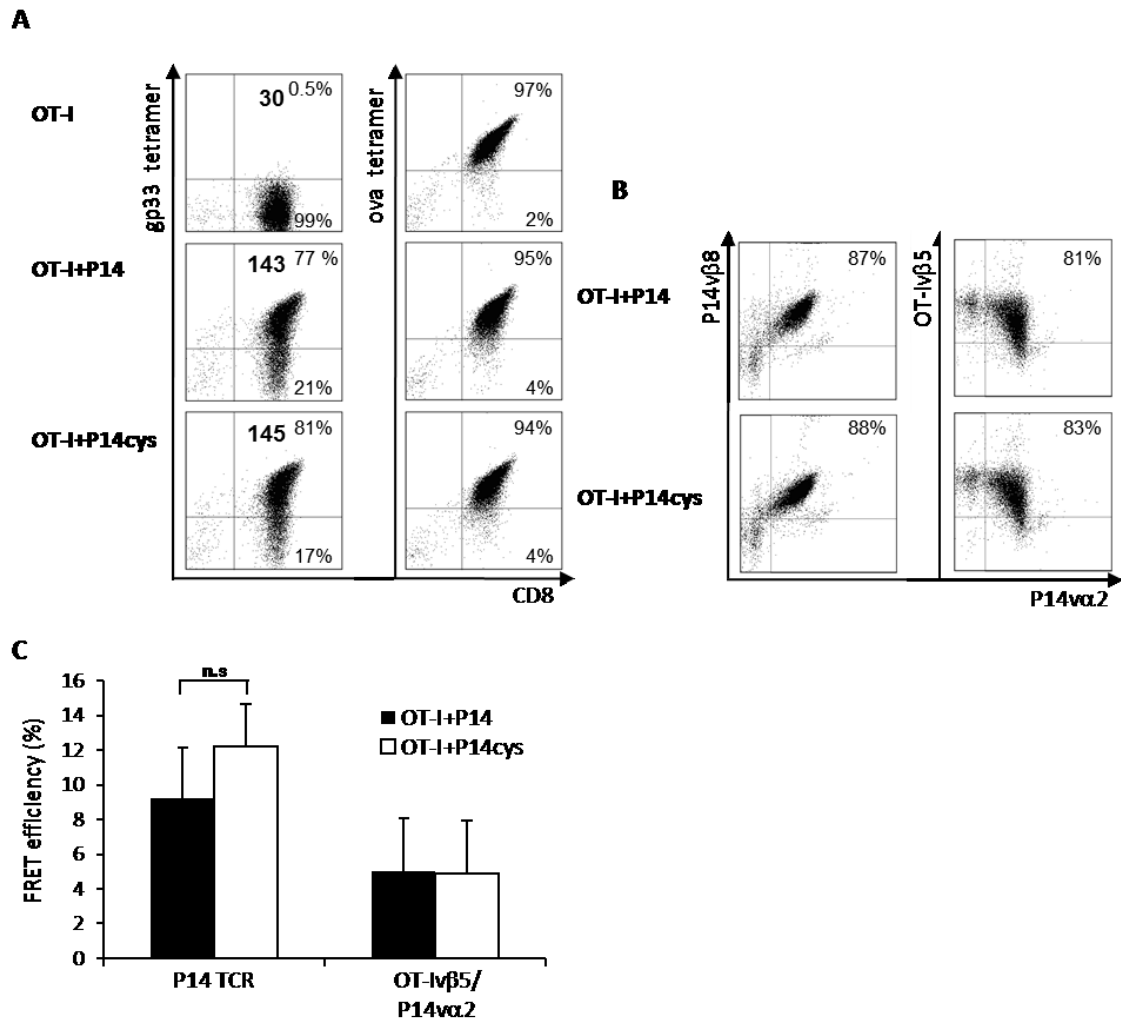 A
gp33 tetramer
ova tetramer
OT-I
30 0.5%
99%
97%
2%
OT-I+P14
143 77 %
21%
95%
4%
OT-I+P14cys
145 81%
17%
94%
4%
CD8
B
P14vβ8
OT-Ivβ5
OT-I+P14
87%
81%
OT-I+P14cys
88%
83%
P14vα2
C
n.s
FRET efficiency (%)
16
14
12
10
8
6
4
2
0
OT-I+P14
OT-I+P14cys
P14 TCR
OT-Ivβ5/
P14vα2